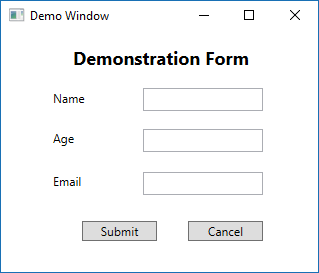 Demo Window
Demonstration Form
Name
Age
Email
Submit Cancel